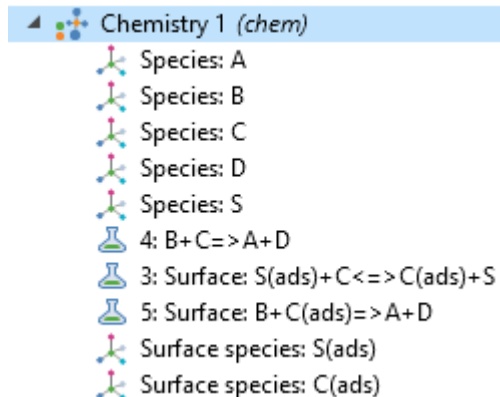 Chemistry 1 (chem)
Species: A
Species: B
Species: C
Species: D
Species: S
4: B+C=>A+D
3: Surface: S(ads)+C<=>C(ads)+S
5: Surface: B+C(ads)=>A+D
Surface species: S(ads)
Surface species: C(ads)